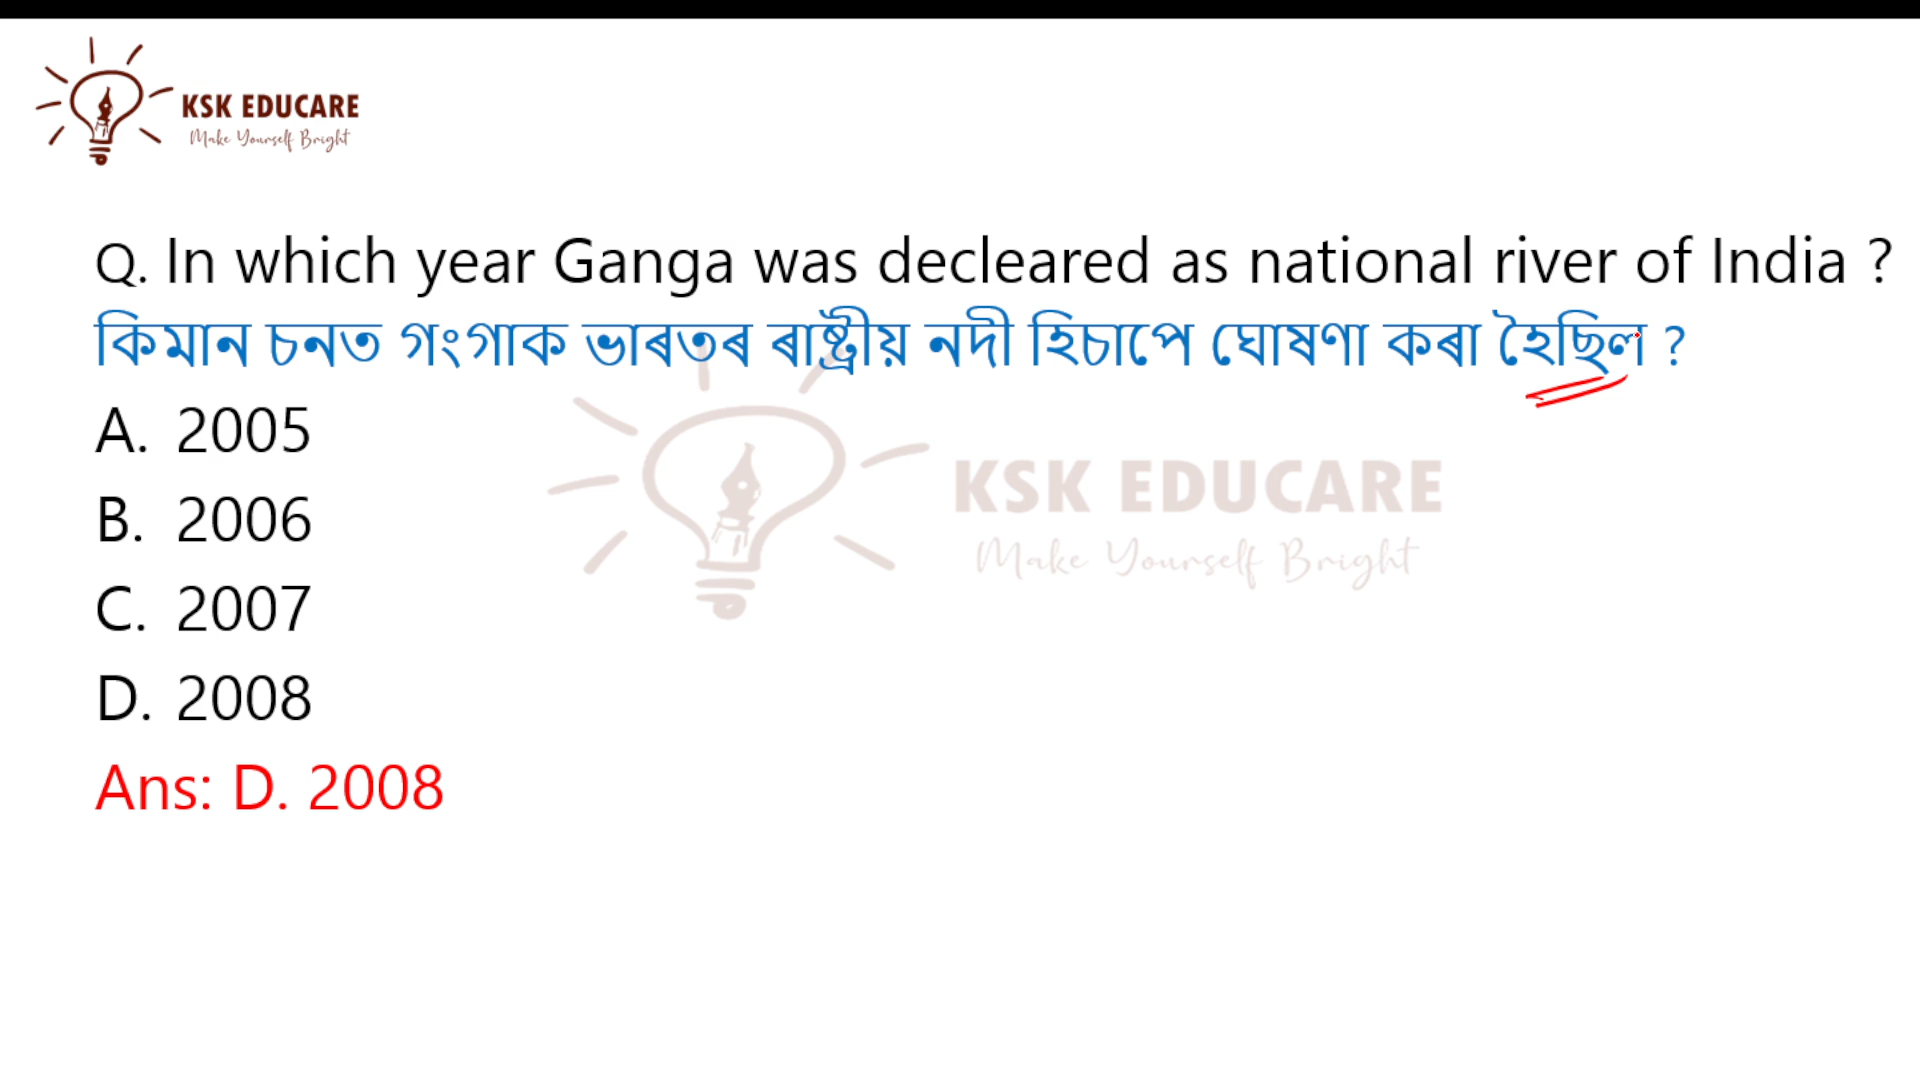 KSK EDUCARE
Make Yourself Bright
Q. In which year Ganga was decleared as national river of India ?
কিমান চনত গংগাক ভাৰতৰ ৰাষ্ট্ৰীয় নদী হিচাপে ঘোষণা কৰা হৈছিল ?
A. 2005
B. 2006
C. 2007
D. 2008
Ans: D. 2008
KSK EDUCARE
Make Yourself Bright